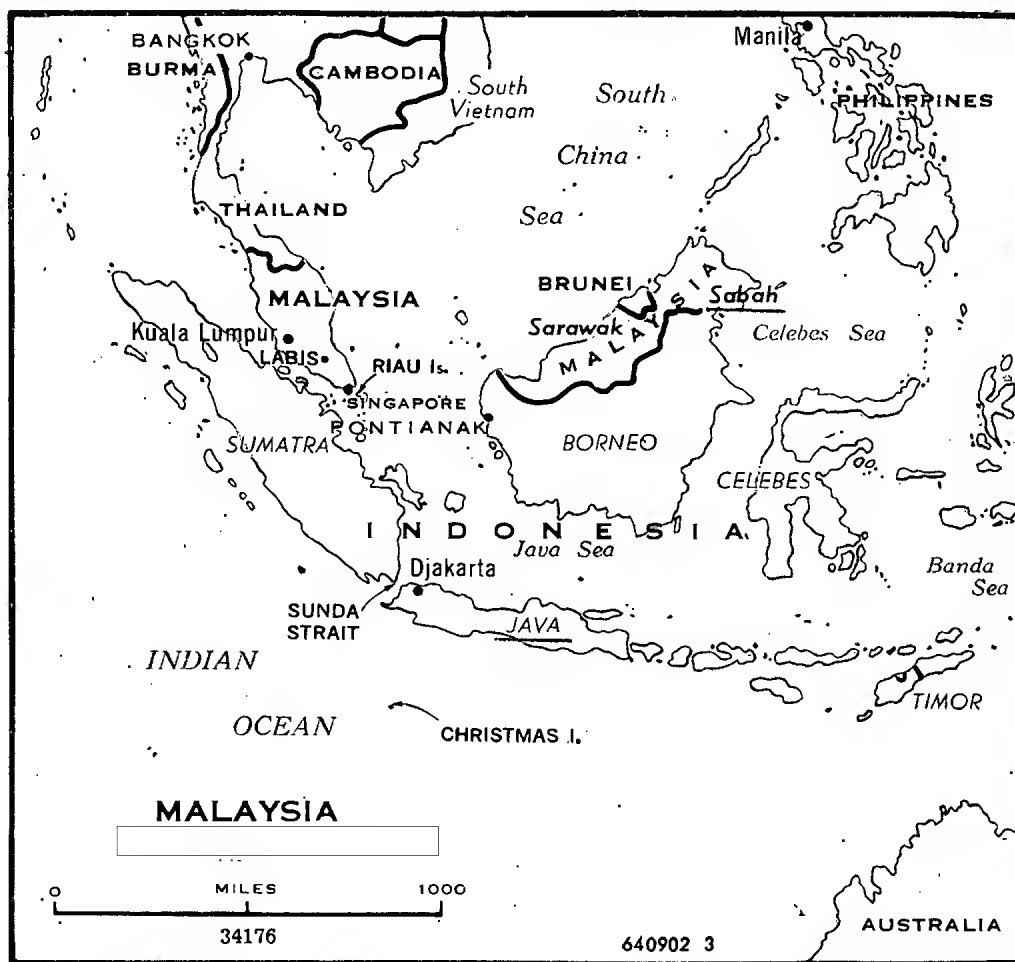 BANGKOK
Manila
BURMA
CAMBODIA
South
Vietnam
South
China
Sea
PHILIPPINES
THAILAND
MALAYSIA
BRUNEI
Sabah
Kuala Lumpur
Sarawak
MALAYSIA
Celebes Sea
LABIS
RIAU Is.
SINGAPORE
PONTIANAK
SUMATRA
BORNEO
CELEBES
INDONESIA
Java Sea
Djakarta
Banda
Sea
SUNDA
STRAIT
JAVA
INDIAN
OCEAN
TIMOR
CHRISTMAS I.
MALAYSIA
0 MILES 1000
34176
640902 3
AUSTRALIA